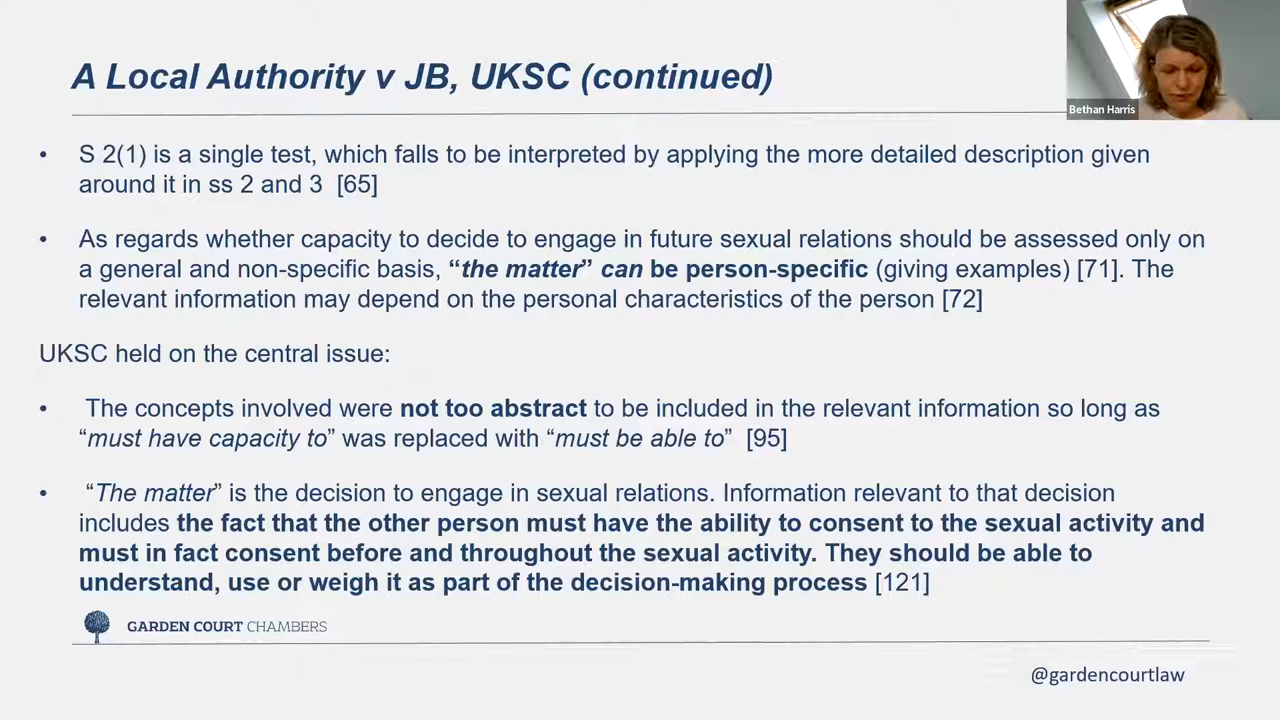 A Local Authority v JB, UKSC (continued)
Bethan Harris
• S 2(1) is a single test, which falls to be interpreted by applying the more detailed description given
around it in ss 2 and 3 [65]
• As regards whether capacity to decide to engage in future sexual relations should be assessed only on
a general and non-specific basis, “the matter” can be person-specific (giving examples) [71]. The
relevant information may depend on the personal characteristics of the person [72]
UKSC held on the central issue:
• The concepts involved were not too abstract to be included in the relevant information so long as
“must have capacity to” was replaced with “must be able to” [95]
• “The matter” is the decision to engage in sexual relations. Information relevant to that decision
includes the fact that the other person must have the ability to consent to the sexual activity and
must in fact consent before and throughout the sexual activity. They should be able to
understand, use or weigh it as part of the decision-making process [121]
GARDEN COURT CHAMBERS
@gardencourtlaw